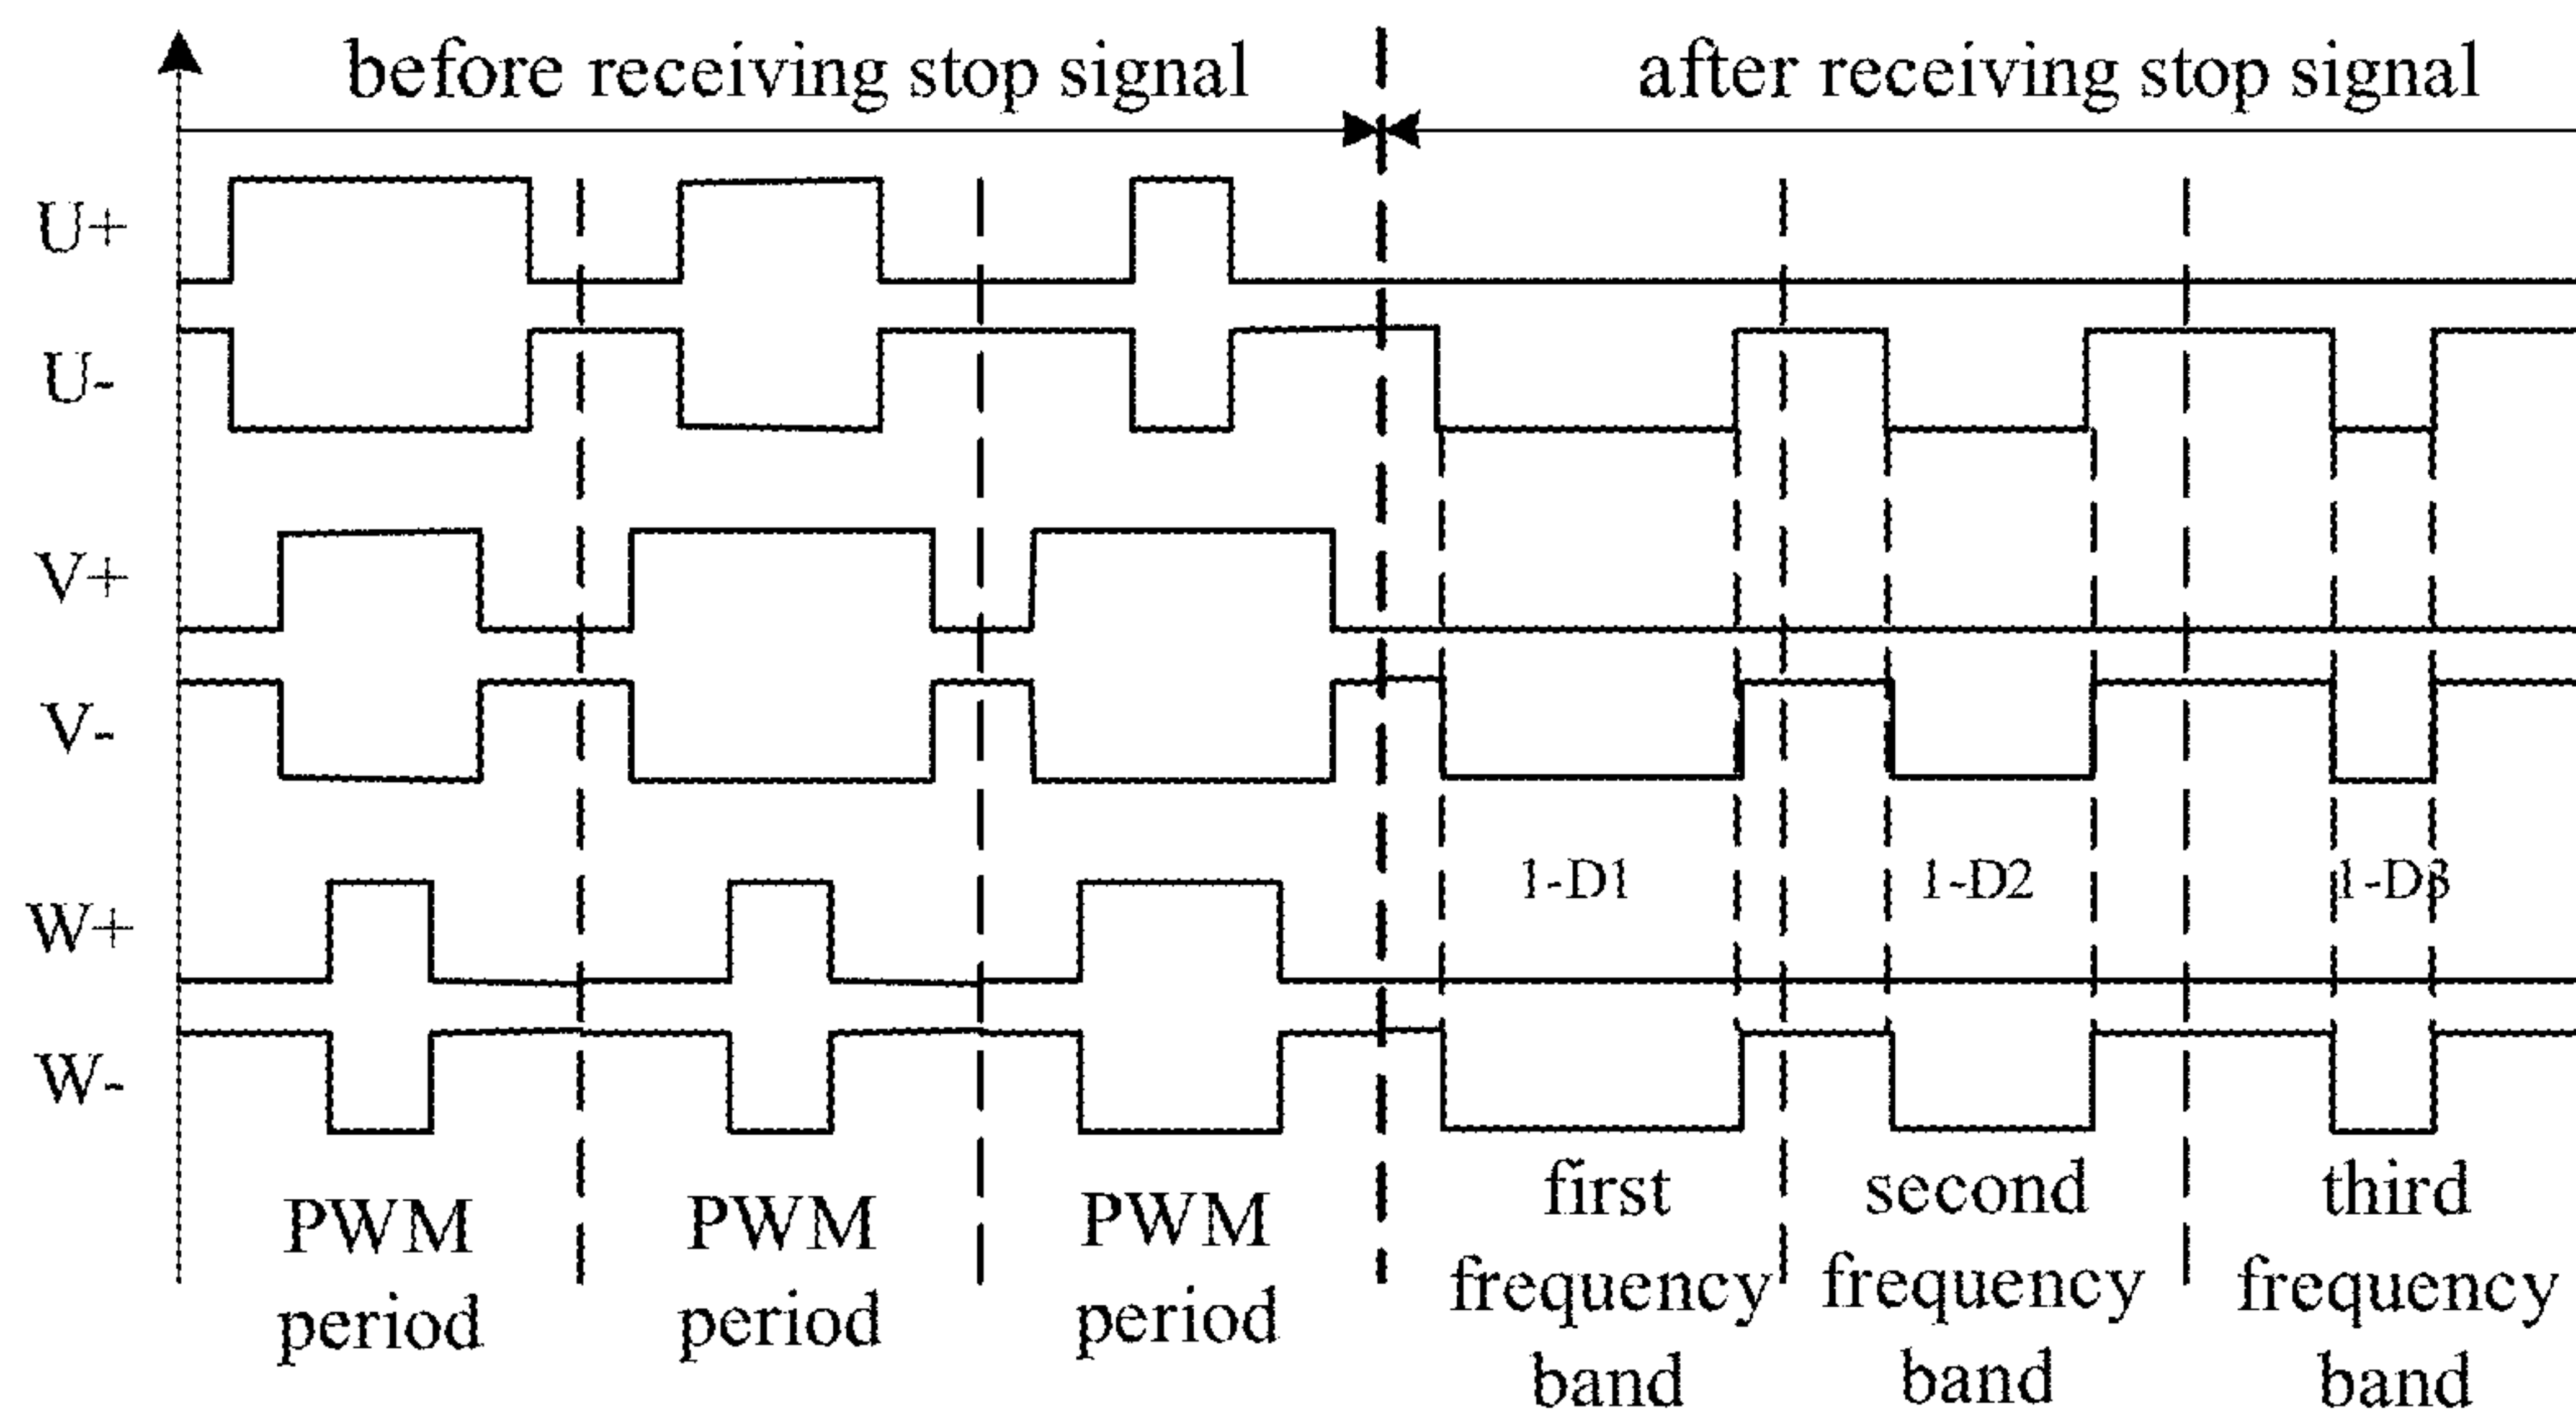 before receiving stop signal
after receiving stop signal
U+
U-
V+
V-
1-D1
1-D2
1-D3
W+
W-
PWM
period
PWM
period
PWM
period
first
frequency
band
second
frequency
band
third
frequency
band